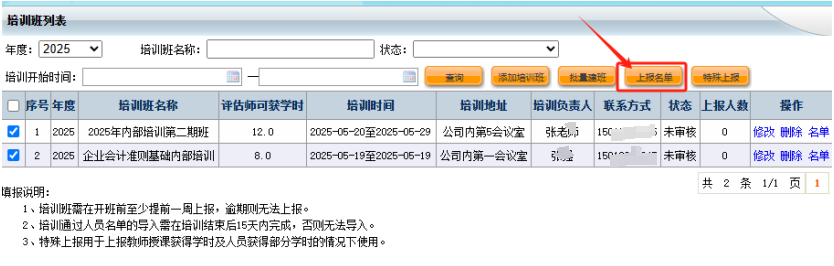 培训班列表
年度： 2025 培训班名称： 状态：
培训开始时间： — 查询 添加培训班 批量建班 上报名单 特殊上报
序号 年度 培训班名称 评估师可获学时 培训时间 培训地址 培训负责人 联系方式 状态 上报人数 操作
1 2025 2025年内部培训第二期班 12.0 2025-05-20至2025-05-29 公司内第5会议室 张老师 未审核 0 修改 删除 名单
2 2025 企业会计准则基础内部培训 8.0 2025-05-19至2025-05-19 公司内第一会议室 未审核 0 修改 删除 名单
共 2 条 1/1 页 1
填报说明：
1、培训班需在开班前至少提前一周上报，逾期则无法上报。
2、培训通过人员名单的导入需在培训结束后15天内完成，否则无法导入。
3、特殊上报用于上报教师授课获得学时及人员获得部分学时的情况下使用。